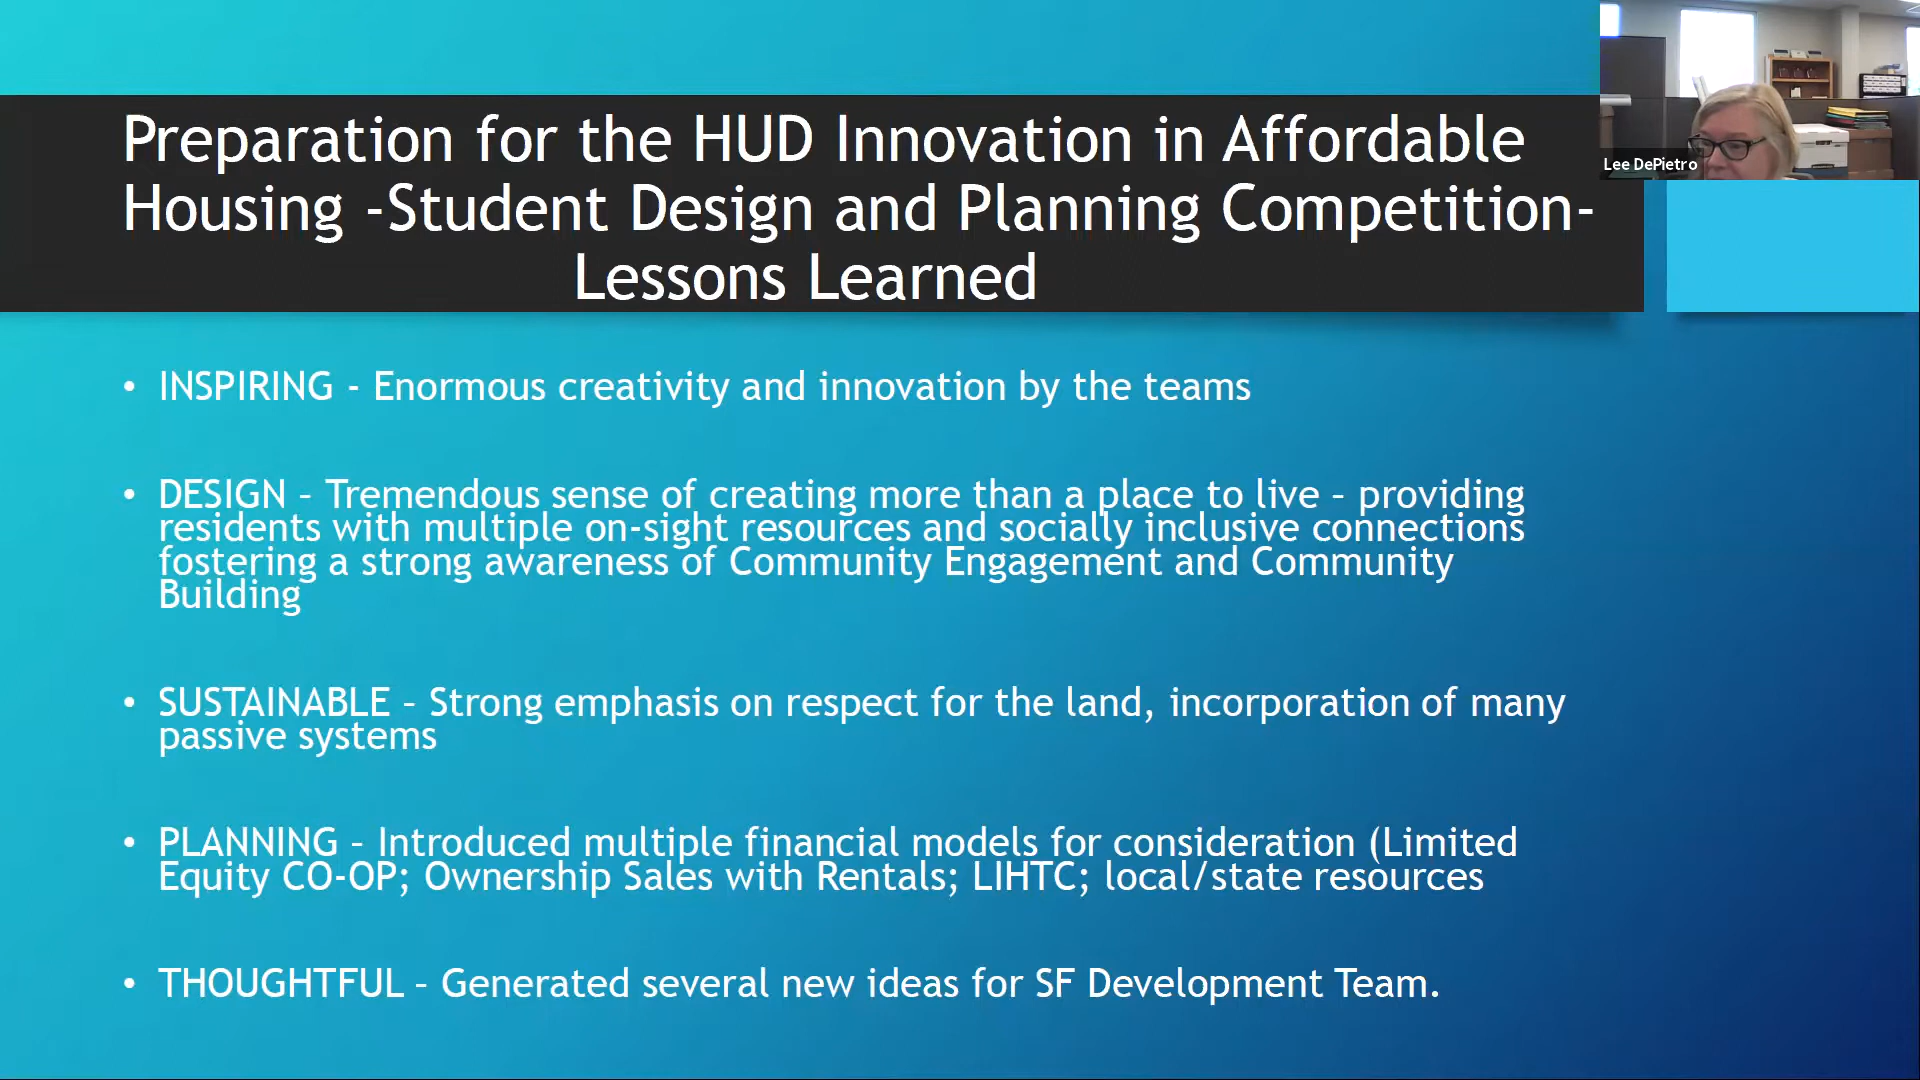 Preparation for the HUD Innovation in Affordable
Housing -Student Design and Planning Competition-
Lessons Learned
Lee DePietro
• INSPIRING - Enormous creativity and innovation by the teams
• DESIGN – Tremendous sense of creating more than a place to live – providing
residents with multiple on-sight resources and socially inclusive connections
fostering a strong awareness of Community Engagement and Community
Building
• SUSTAINABLE – Strong emphasis on respect for the land, incorporation of many
passive systems
• PLANNING – Introduced multiple financial models for consideration (Limited
Equity CO-OP; Ownership Sales with Rentals; LIHTC; local/state resources
• THOUGHTFUL – Generated several new ideas for SF Development Team.